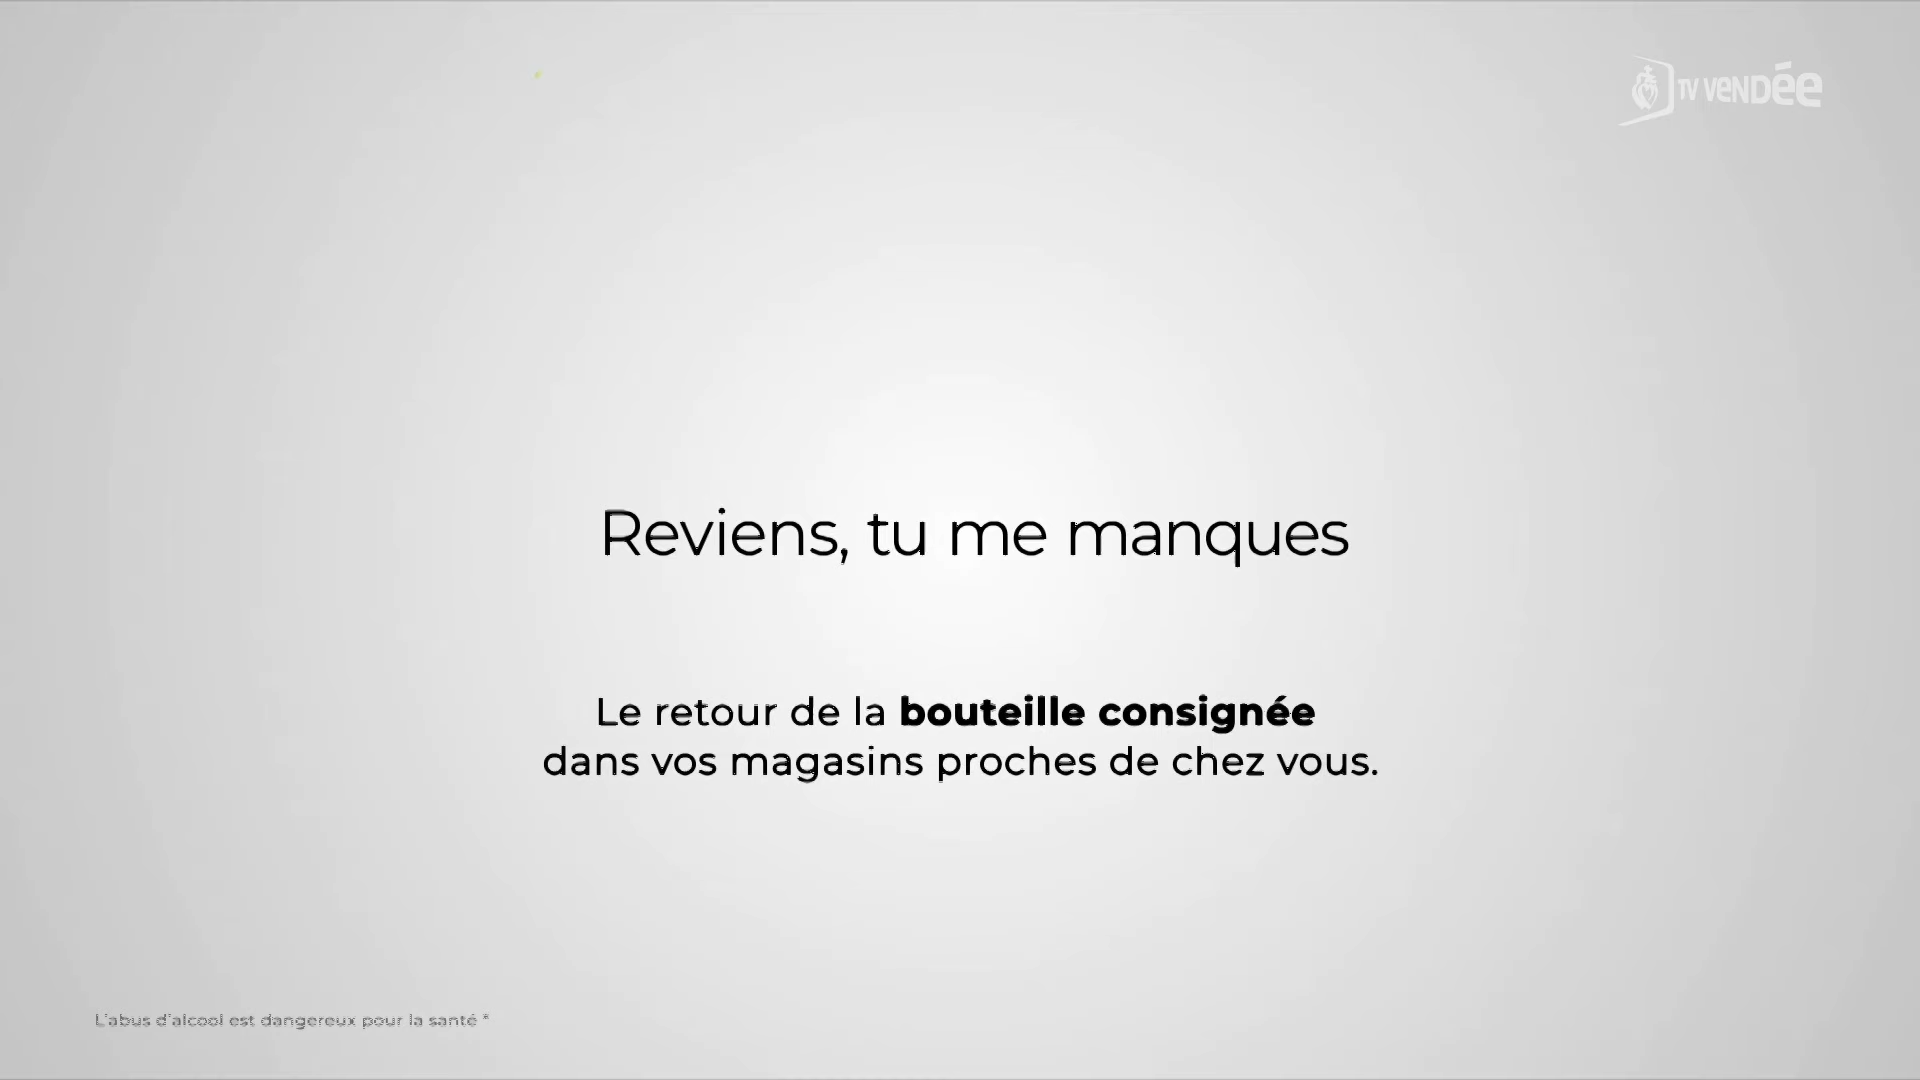 TV VENDÉE
Reviens, tu me manques
Le retour de la bouteille consignée
dans vos magasins proches de chez vous.
L'abus d'alcool est dangereux pour la santé *